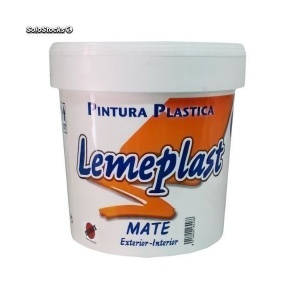 SoloStocks
PINTURA PLASTICA
Lemeplast
MATE
Exterior-Interior